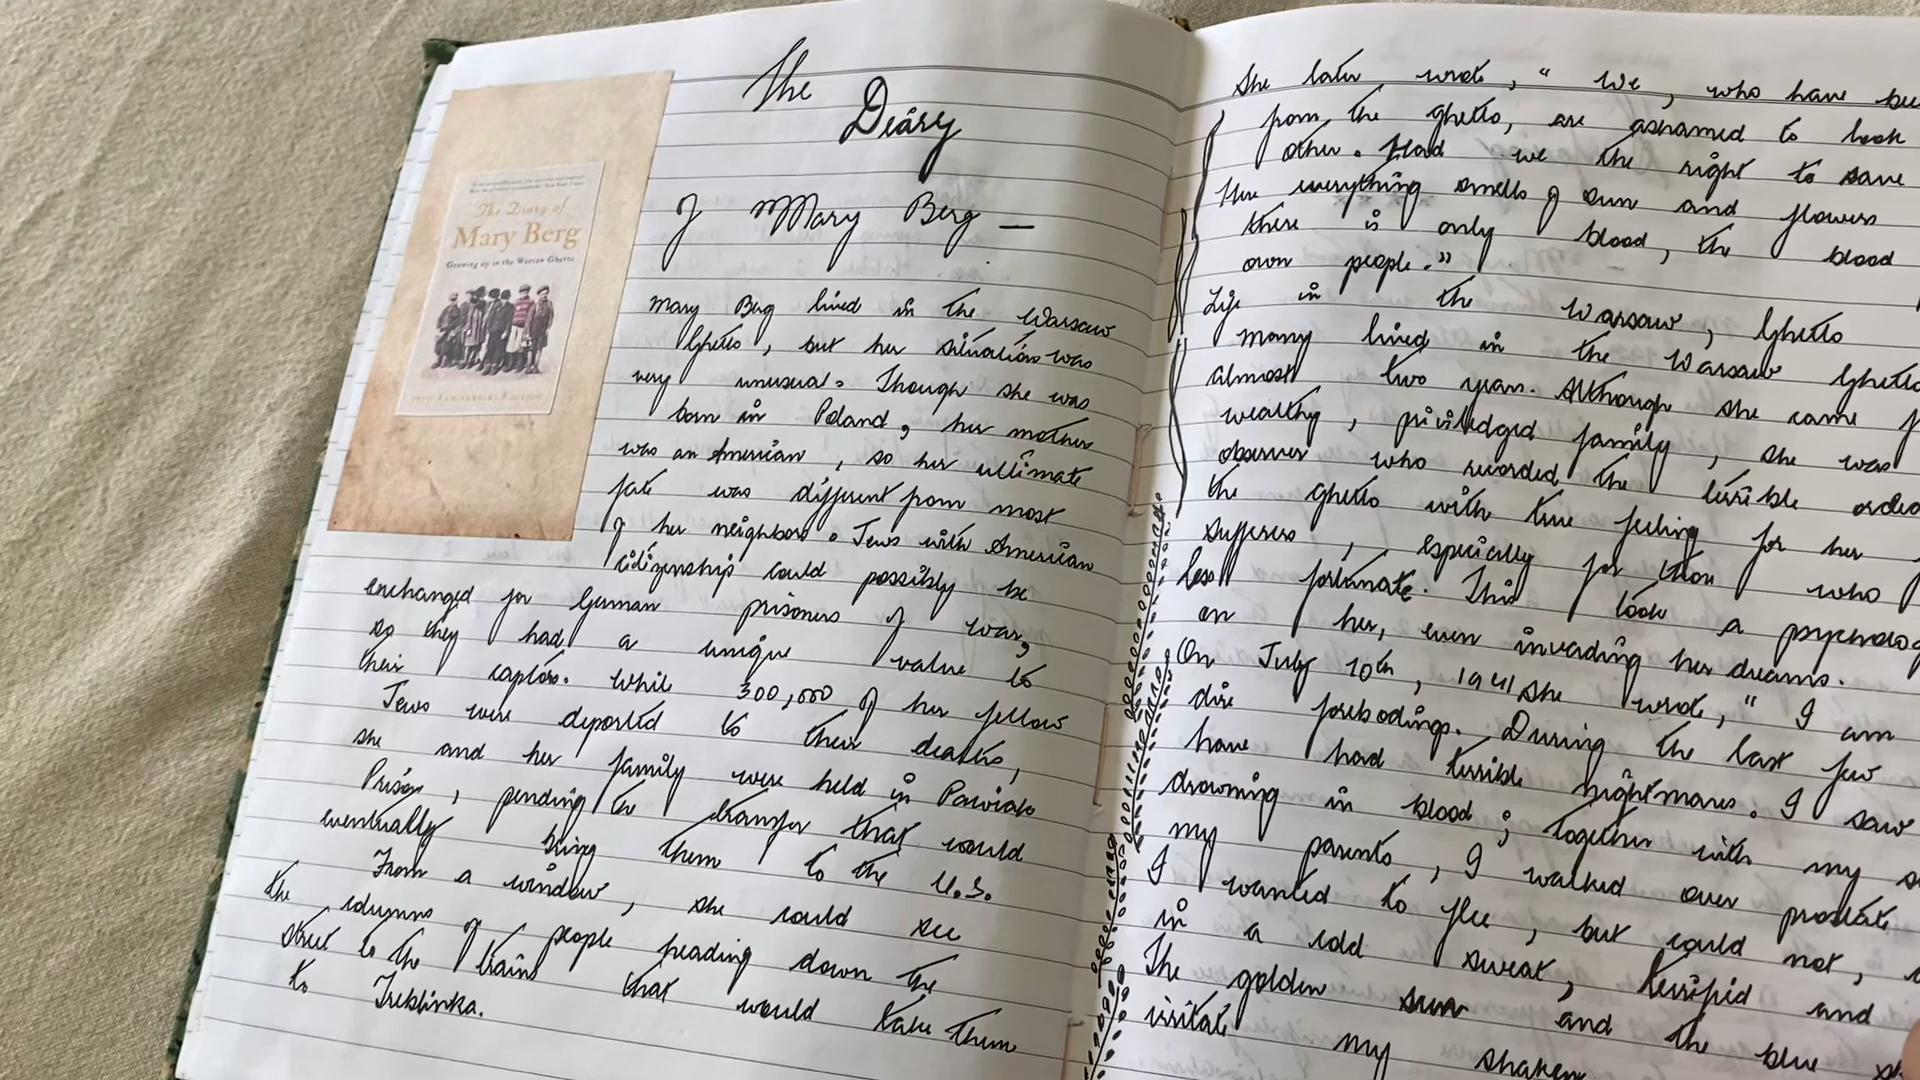 The Diary of
Mary Berg
Growing up in the Warsaw Ghetto
The
Diary
of Mary Berg —
Mary Berg lived in the Warsaw
Ghetto, but her situation was
very unusual. Though she was
born in Poland, her mother
was an American, so her ultimate
fate was different from most
of her neighbors. Jews with American
citizenship could possibly be
exchanged for German prisoners of war,
so they had a unique value to
their captors. While 300,000 of her fellow
Jews were deported to their deaths,
she and her family were held in Pawiak
Prison, pending the transfer that would
eventually bring them to the U.S.
From a window, she could see
the columns of people heading down the
street to the trains that would take them
to Treblinka.
She later wrote, "We, who have
from the ghetto, are ashamed to look
other. Had we the right to save
Here everything smells of sun and flowers
there is only blood, the blood
own people."
Life in the Warsaw, Ghetto
Mary lived in the Warsaw Ghetto
almost two years. Although she came
wealthy, priviledged family, she was
observer who recorded the terrible
the ghetto with true feeling for her
sufferers, especially for those who
less fortunate. This took a
on her, even invading her dreams.
On July 10th, 1941 she wrote, "I am
dire forebodings. During the last few
have had terrible nightmares. I saw
drowning in blood; together with my
my parents, I walked over prostrate
I wanted to flee, but could not,
in a cold sweat, terrified and
The golden sun and the blue
irritate my shaken